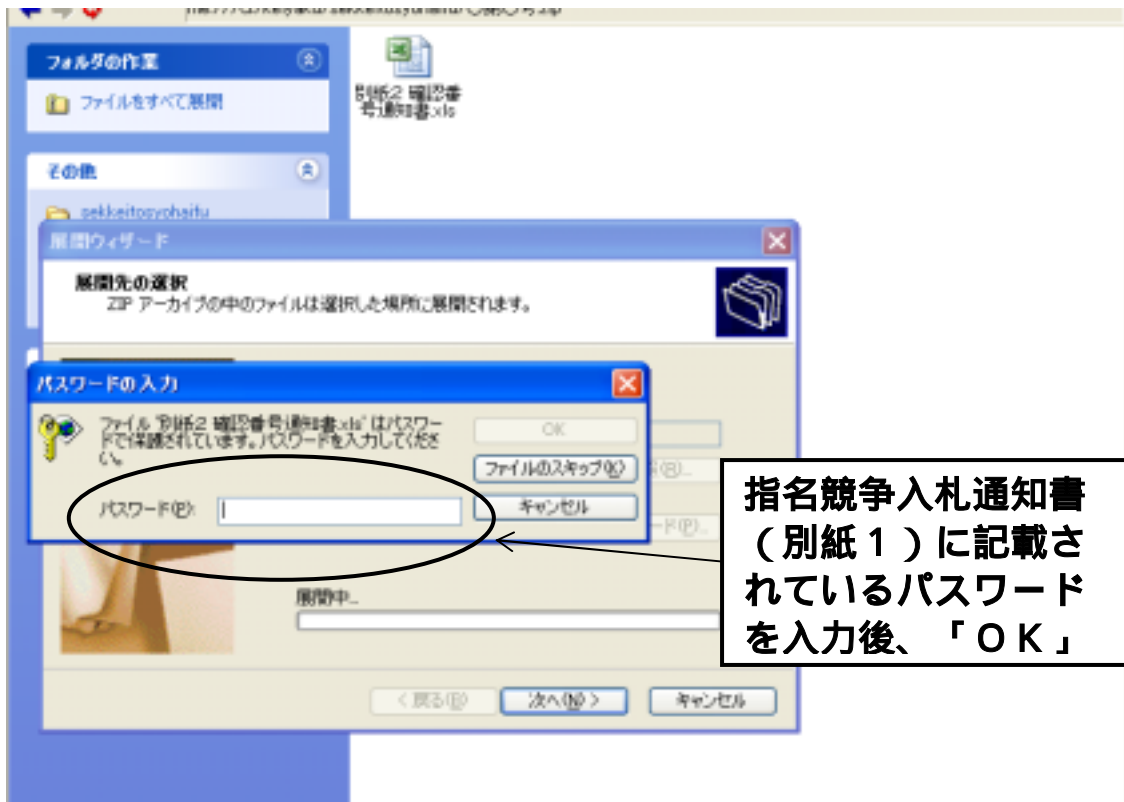 フォルダの作業
ファイルをすべて展開
別紙2 確認番
号通知書.xls
その他
sekkeitosyohaifu
展開ウィザード
展開先の選択
ZIP アーカイブの中のファイルは選択した場所に展開されます。
パスワードの入力
ファイル '別紙2 確認番号通知書.xls' はパスワー
ドで保護されています。パスワードを入力してくださ
い。
OK
ファイルのスキップ(K)
キャンセル
パスワード(P):
(R)...
ード(P)...
指名競争入札通知書
(別紙1)に記載さ
れているパスワード
を入力後、「OK」
展開中...
< 戻る(B)
次へ(N) >
キャンセル